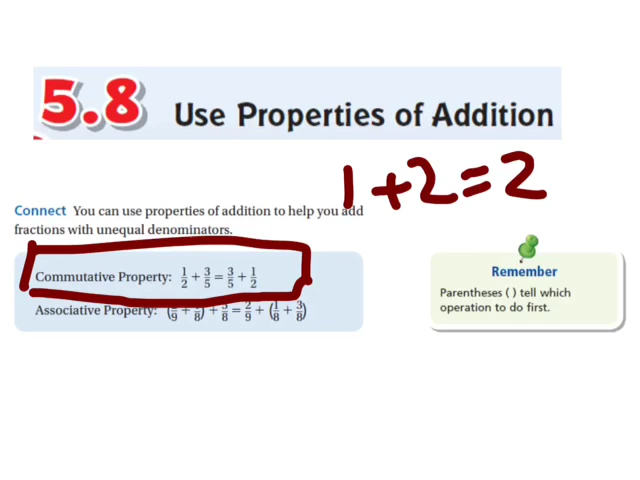 5.8 Use Properties of Addition
1 + 2 = 2
Connect You can use properties of addition to help you add
fractions with unequal denominators.
Commutative Property: 1/2 + 3/5 = 3/5 + 1/2
Associative Property: ( /9 + /8) + 3/8 = 2/9 + (1/8 + 3/8)
Remember
Parentheses ( ) tell which
operation to do first.